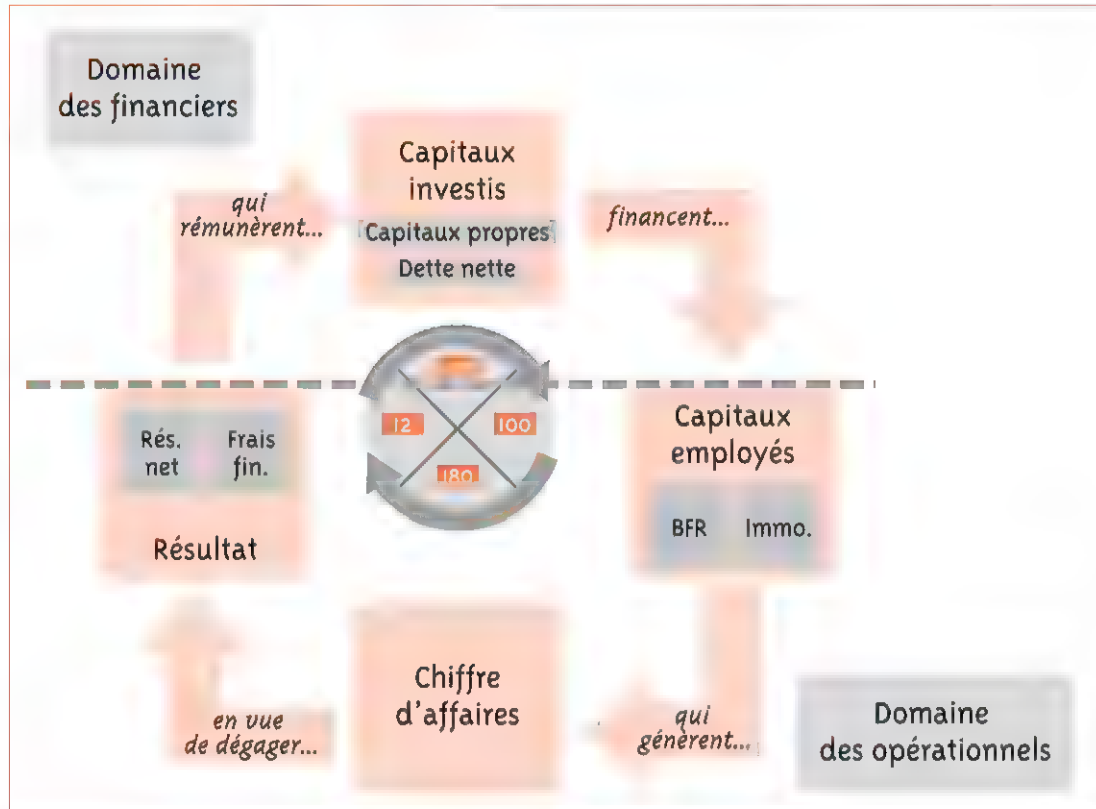 Domaine
des financiers
Capitaux
investis
Capitaux propres
Dette nette
qui
rémunèrent...
financent...
12
100
180
Rés.
net
Frais
fin.
Résultat
Capitaux
employés
BFR
Immo.
Chiffre
d'affaires
en vue
de dégager...
qui
génèrent...
Domaine
des opérationnels